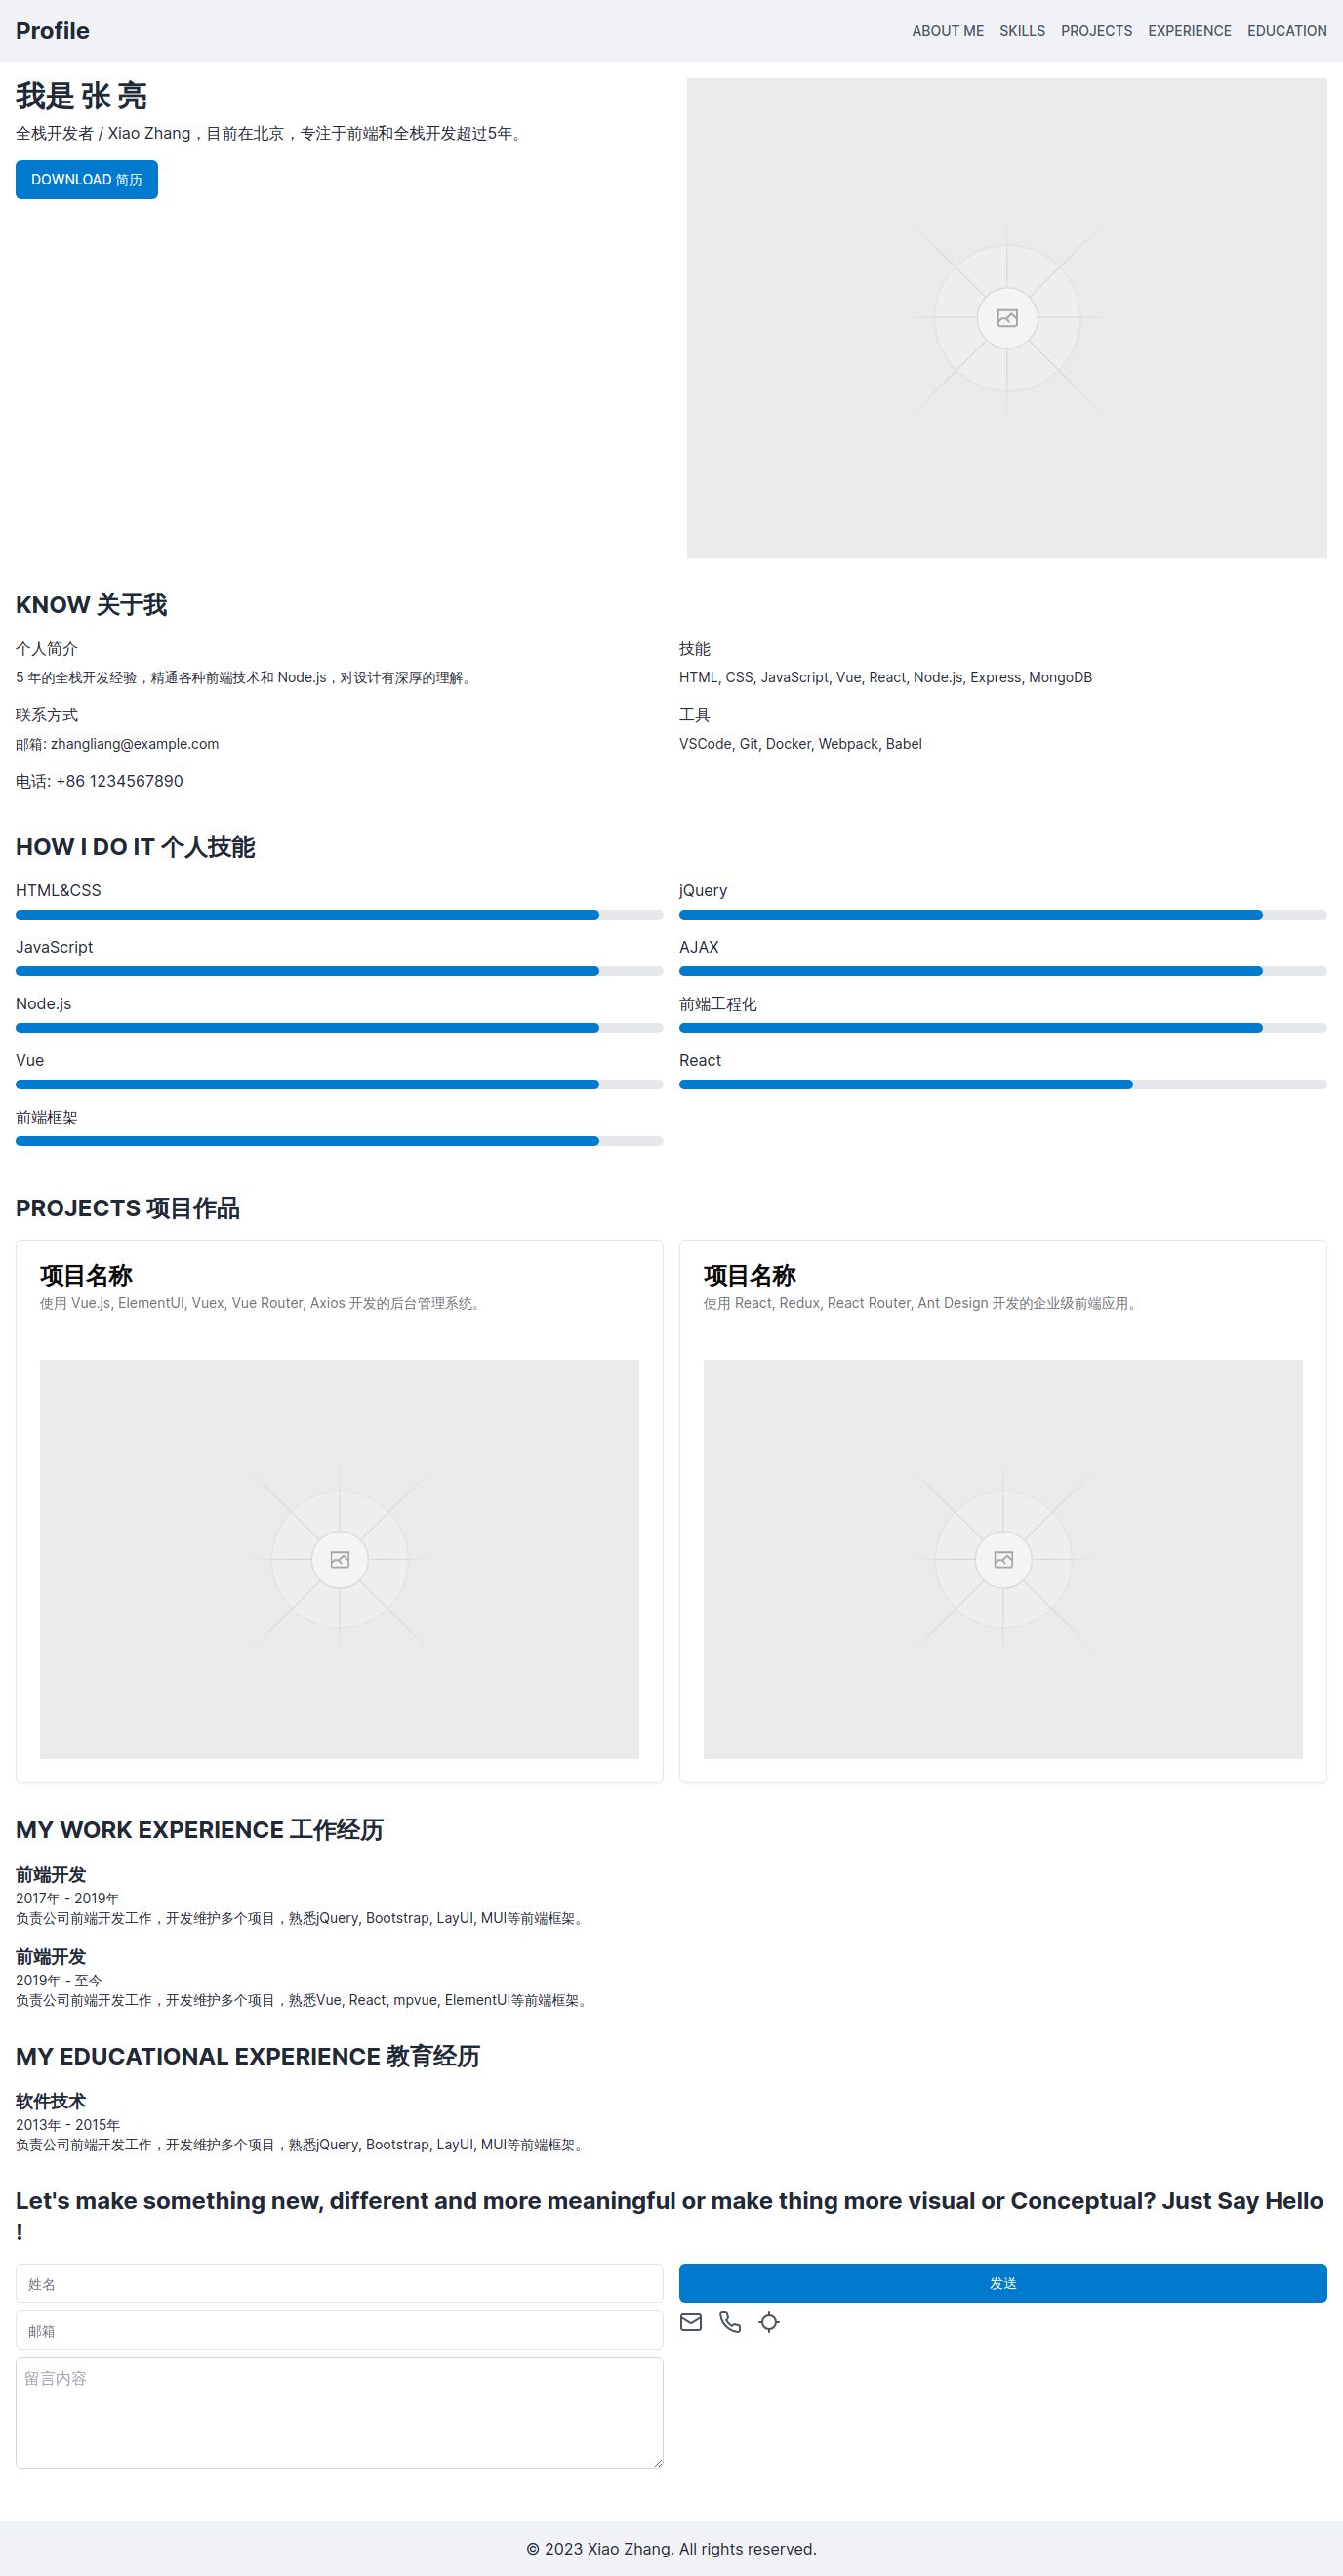 Profile
ABOUT ME SKILLS PROJECTS EXPERIENCE EDUCATION
我是 张 亮
全栈开发者 / Xiao Zhang，目前在北京，专注于前端和全栈开发超过5年。
DOWNLOAD 简历
KNOW 关于我
个人简介
5 年的全栈开发经验，精通各种前端技术和 Node.js，对设计有深厚的理解。
技能
HTML, CSS, JavaScript, Vue, React, Node.js, Express, MongoDB
联系方式
邮箱: zhangliang@example.com
工具
VSCode, Git, Docker, Webpack, Babel
电话: +86 1234567890
HOW I DO IT 个人技能
HTML&CSS
jQuery
JavaScript
AJAX
Node.js
前端工程化
Vue
React
前端框架
PROJECTS 项目作品
项目名称
使用 Vue.js, ElementUI, Vuex, Vue Router, Axios 开发的后台管理系统。
项目名称
使用 React, Redux, React Router, Ant Design 开发的企业级前端应用。
MY WORK EXPERIENCE 工作经历
前端开发
2017年 - 2019年
负责公司前端开发工作，开发维护多个项目，熟悉jQuery, Bootstrap, LayUI, MUI等前端框架。
前端开发
2019年 - 至今
负责公司前端开发工作，开发维护多个项目，熟悉Vue, React, mpvue, ElementUI等前端框架。
MY EDUCATIONAL EXPERIENCE 教育经历
软件技术
2013年 - 2015年
负责公司前端开发工作，开发维护多个项目，熟悉jQuery, Bootstrap, LayUI, MUI等前端框架。
Let's make something new, different and more meaningful or make thing more visual or Conceptual? Just Say Hello
!
姓名
发送
邮箱
留言内容
© 2023 Xiao Zhang. All rights reserved.